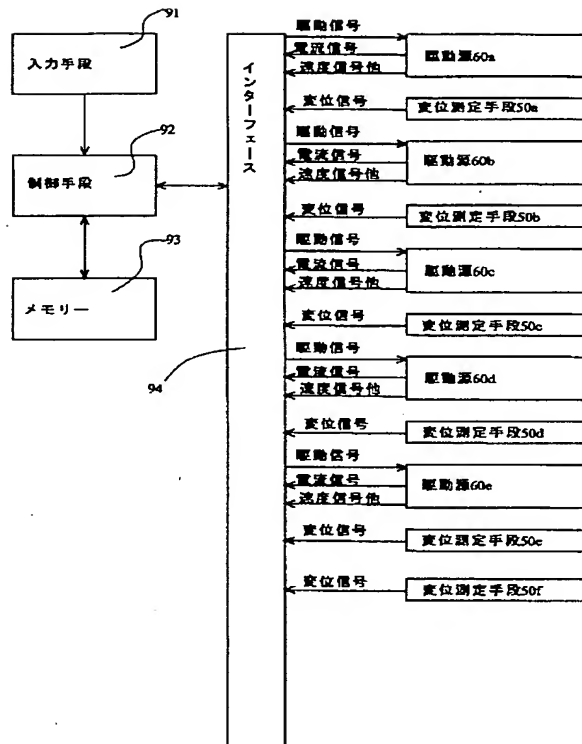 91
入力手段
92
制御手段
93
メモリー
94
インターフェース
駆動信号
電流信号
速度信号他
駆動源60a
変位信号
変位測定手段50a
駆動信号
電流信号
速度信号他
駆動源60b
変位信号
変位測定手段50b
駆動信号
電流信号
速度信号他
駆動源60c
変位信号
変位測定手段50c
駆動信号
電流信号
速度信号他
駆動源60d
変位信号
変位測定手段50d
駆動信号
電流信号
速度信号他
駆動源60e
変位信号
変位測定手段50e
変位信号
変位測定手段50f